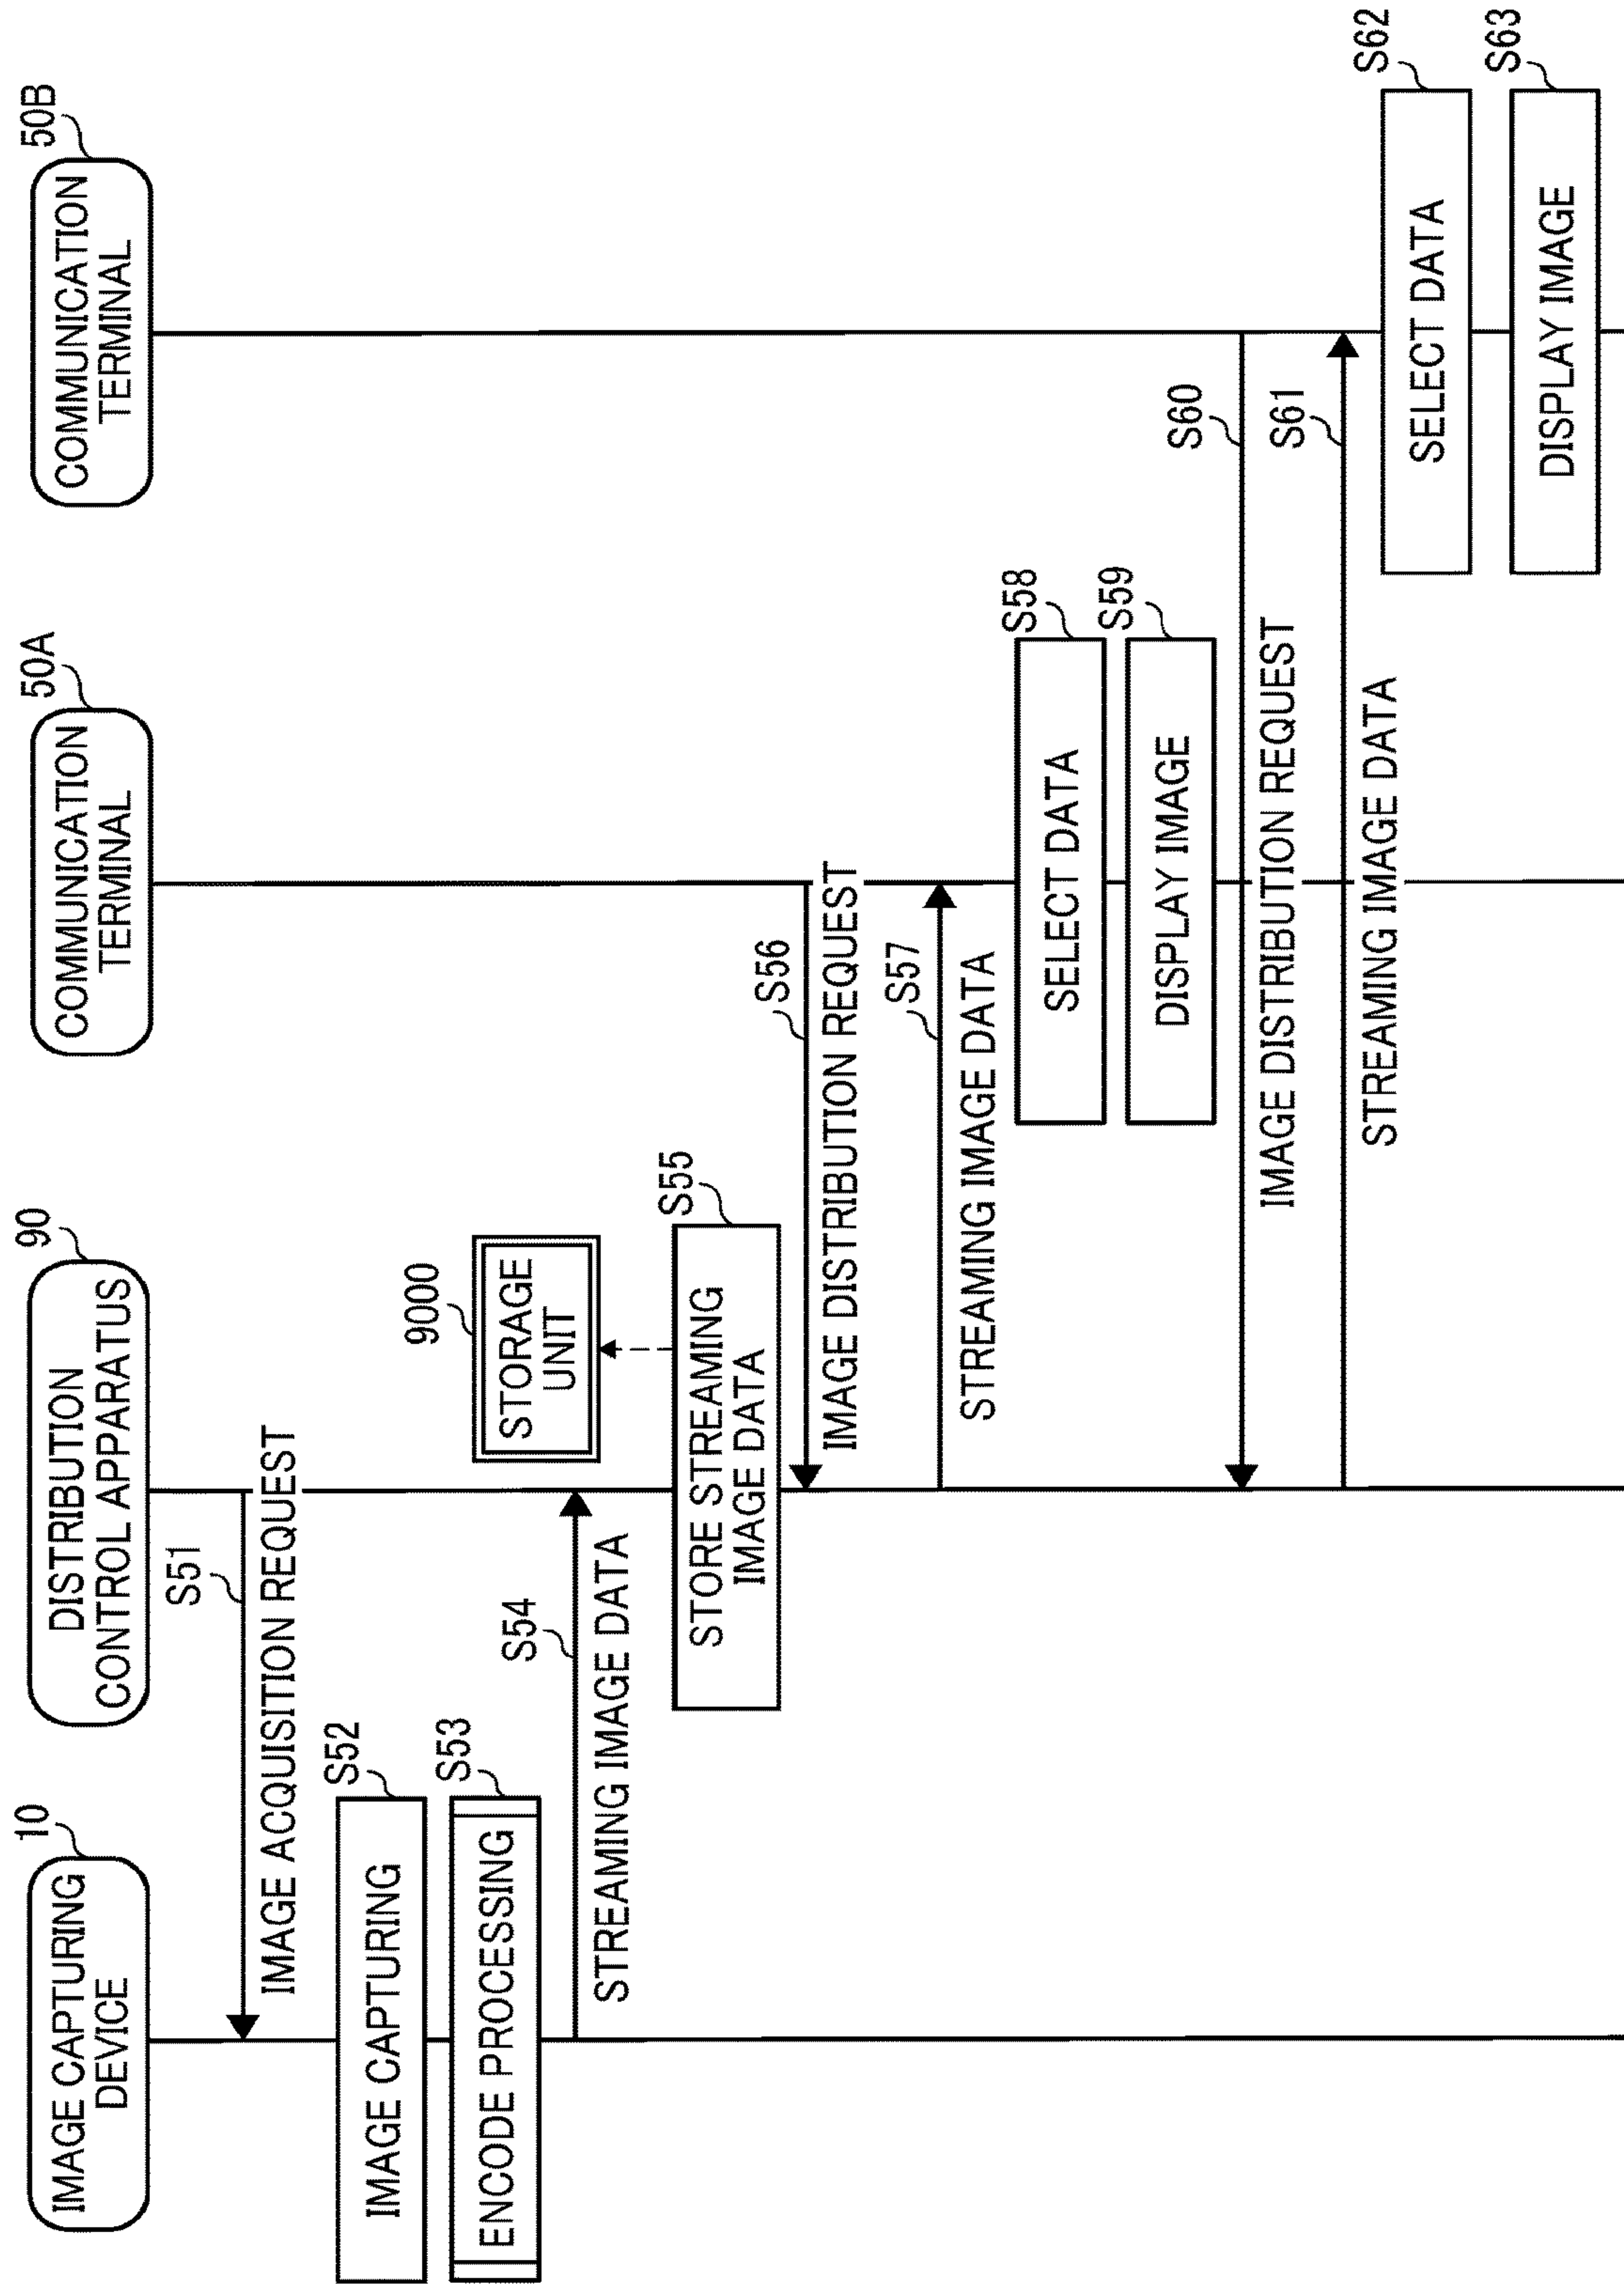 10
IMAGE CAPTURING
DEVICE
90
DISTRIBUTION
CONTROL APPARATUS
50A
COMMUNICATION
TERMINAL
50B
COMMUNICATION
TERMINAL
S51
IMAGE ACQUISITION REQUEST
S52
IMAGE CAPTURING
S53
ENCODE PROCESSING
9000
STORAGE
UNIT
S54
STREAMING IMAGE DATA
S55
STORE STREAMING
IMAGE DATA
S56
IMAGE DISTRIBUTION REQUEST
S57
STREAMING IMAGE DATA
S58
SELECT DATA
S59
DISPLAY IMAGE
S60
IMAGE DISTRIBUTION REQUEST
S61
STREAMING IMAGE DATA
S62
SELECT DATA
S63
DISPLAY IMAGE